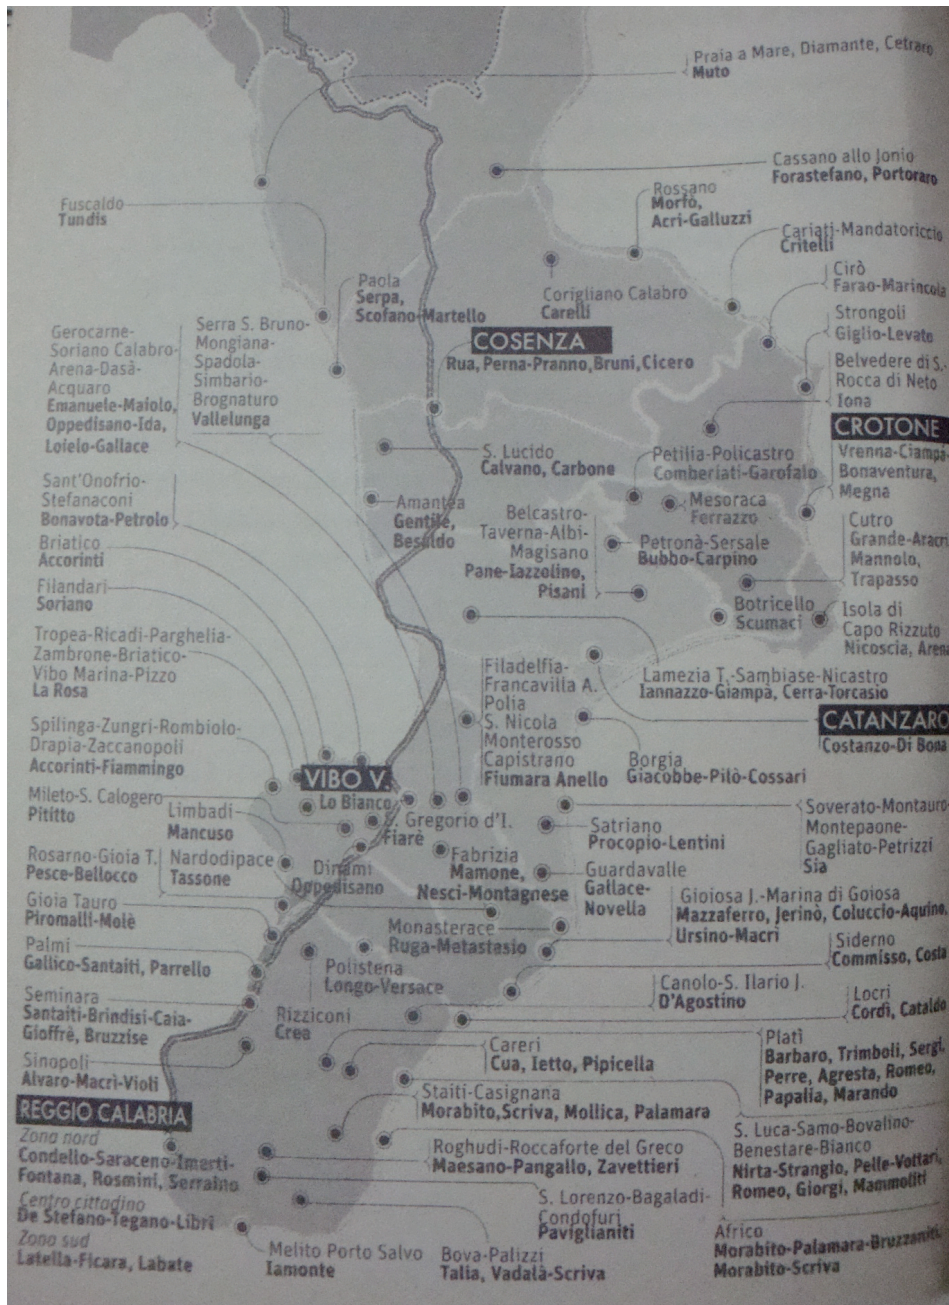 Praia a Mare, Diamante, Cetraro
Muto
Cassano allo Jonio
Forastefano, Portoraro
Rossano
Morfò,
Acri-Galluzzi
Fuscaldo
Tundis
Cariati-Mandatoriccio
Critelli
Cirò
Farao-Marincola
Paola
Serpa,
Scofano-Martello
Corigliano Calabro
Carelli
Strongoli
Giglio-Levato
Gerocarne-
Soriano Calabro-
Arena-Dasà-
Acquaro
Emanuele-Maiolo,
Oppedisano-Ida,
Loielo-Gallace
Serra S. Bruno-
Mongiana-
Spadola-
Simbario-
Brognaturo
Vallelunga
COSENZA
Rua, Perna-Pranno, Bruni, Cicero
Belvedere di S.-
Rocca di Neto
Iona
CROTONE
Vrenna-Ciampà-
Bonaventura,
Megna
S. Lucido
Calvano, Carbone
Petilia-Policastro
Comberiati-Garofalo
Mesoraca
Ferrazzo
Sant'Onofrio-
Stefanaconi
Bonavota-Petrolo
Amantea
Gentile,
Besaldo
Belcastro-
Taverna-Albi-
Magisano
Pane-Iazzolino,
Pisani
Petronà-Sersale
Bubbo-Carpino
Cutro
Grande-Aracri
Mannolo,
Trapasso
Briatico
Accorinti
Filandari
Soriano
Botricello
Scumaci
Isola di
Capo Rizzuto
Nicoscia, Arena
Tropea-Ricadi-Parghelia-
Zambrone-Briatico-
Vibo Marina-Pizzo
La Rosa
Filadelfia-
Francavilla A.
Polia
S. Nicola
Monterosso
Capistrano
Fiumara Anello
Lamezia T.-Sambiase-Nicastro
Iannazzo-Giampà, Cerra-Torcasio
CATANZARO
Costanzo-Di Bona
Spilinga-Zungri-Rombiolo-
Drapia-Zaccanopoli
Accorinti-Fiammingo
Borgia
Giacobbe-Pilò-Cossari
VIBO V.
Lo Bianco
Mileto-S. Calogero
Pititto
Limbadi
Mancuso
S. Gregorio d'I.
Fiarè
Satriano
Procopio-Lentini
Soverato-Montauro-
Montepaone-
Gagliato-Petrizzi
Sia
Rosarno-Gioia T.
Pesce-Bellocco
Nardodipace
Tassone
Dinami
Oppedisano
Fabrizia
Mamone,
Nesci-Montagnese
Guardavalle
Gallace-
Novella
Gioia Tauro
Piromalli-Molè
Monasterace
Ruga-Metastasio
Gioiosa J.-Marina di Goiosa
Mazzaferro, Jerinò, Coluccio-Aquino,
Ursino-Macrì
Palmi
Gallico-Santaiti, Parrello
Polistena
Longo-Versace
Siderno
Commisso, Costa
Seminara
Santaiti-Brindisi-Caia-
Gioffrè, Bruzzise
Rizziconi
Crea
Canolo-S. Ilario J.
D'Agostino
Locri
Cordì, Cataldo
Sinopoli
Alvaro-Macrì-Violi
Careri
Cua, Ietto, Pipicella
Platì
Barbaro, Trimboli, Sergi,
Perre, Agresta, Romeo,
Papalia, Marando
Staiti-Casignana
Morabito, Scriva, Mollica, Palamara
REGGIO CALABRIA
Zona nord
Condello-Saraceno-Imerti-
Fontana, Rosmini, Serraino
Centro cittadino
De Stefano-Tegano-Libri
Zona sud
Latella-Ficara, Labate
Roghudi-Roccaforte del Greco
Maesano-Pangallo, Zavettieri
S. Luca-Samo-Bovalino-
Benestare-Bianco
Nirta-Strangio, Pelle-Vottari,
Romeo, Giorgi, Mammoliti
S. Lorenzo-Bagaladi-
Condofuri
Paviglianiti
Melito Porto Salvo
Iamonte
Bova-Palizzi
Talia, Vadalà-Scriva
Africo
Morabito-Palamara-Bruzzaniti,
Morabito-Scriva